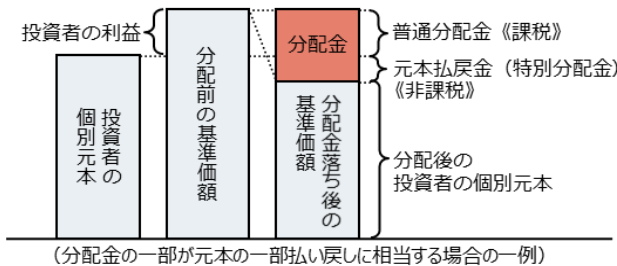 投資者の利益
投資者の
個別元本
分配前の基準価額
分配金
分配金落ち後の
基準価額
普通分配金《課税》
元本払戻金（特別分配金）
《非課税》
分配後の
投資者の個別元本
（分配金の一部が元本の一部払い戻しに相当する場合の一例）